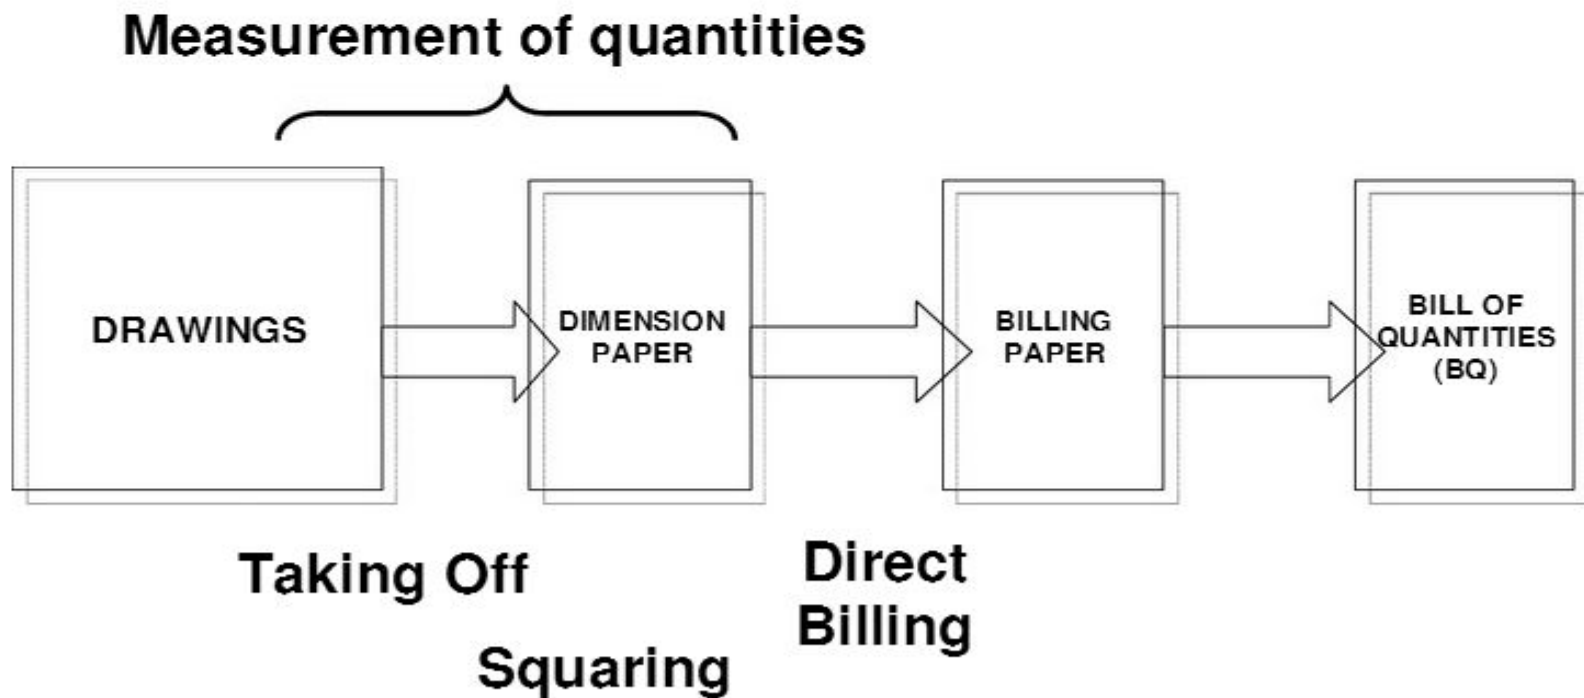 Measurement of quantities
DRAWINGS
DIMENSION
PAPER
BILLING
PAPER
BILL OF
QUANTITIES
(BQ)
Taking Off
Squaring
Direct
Billing